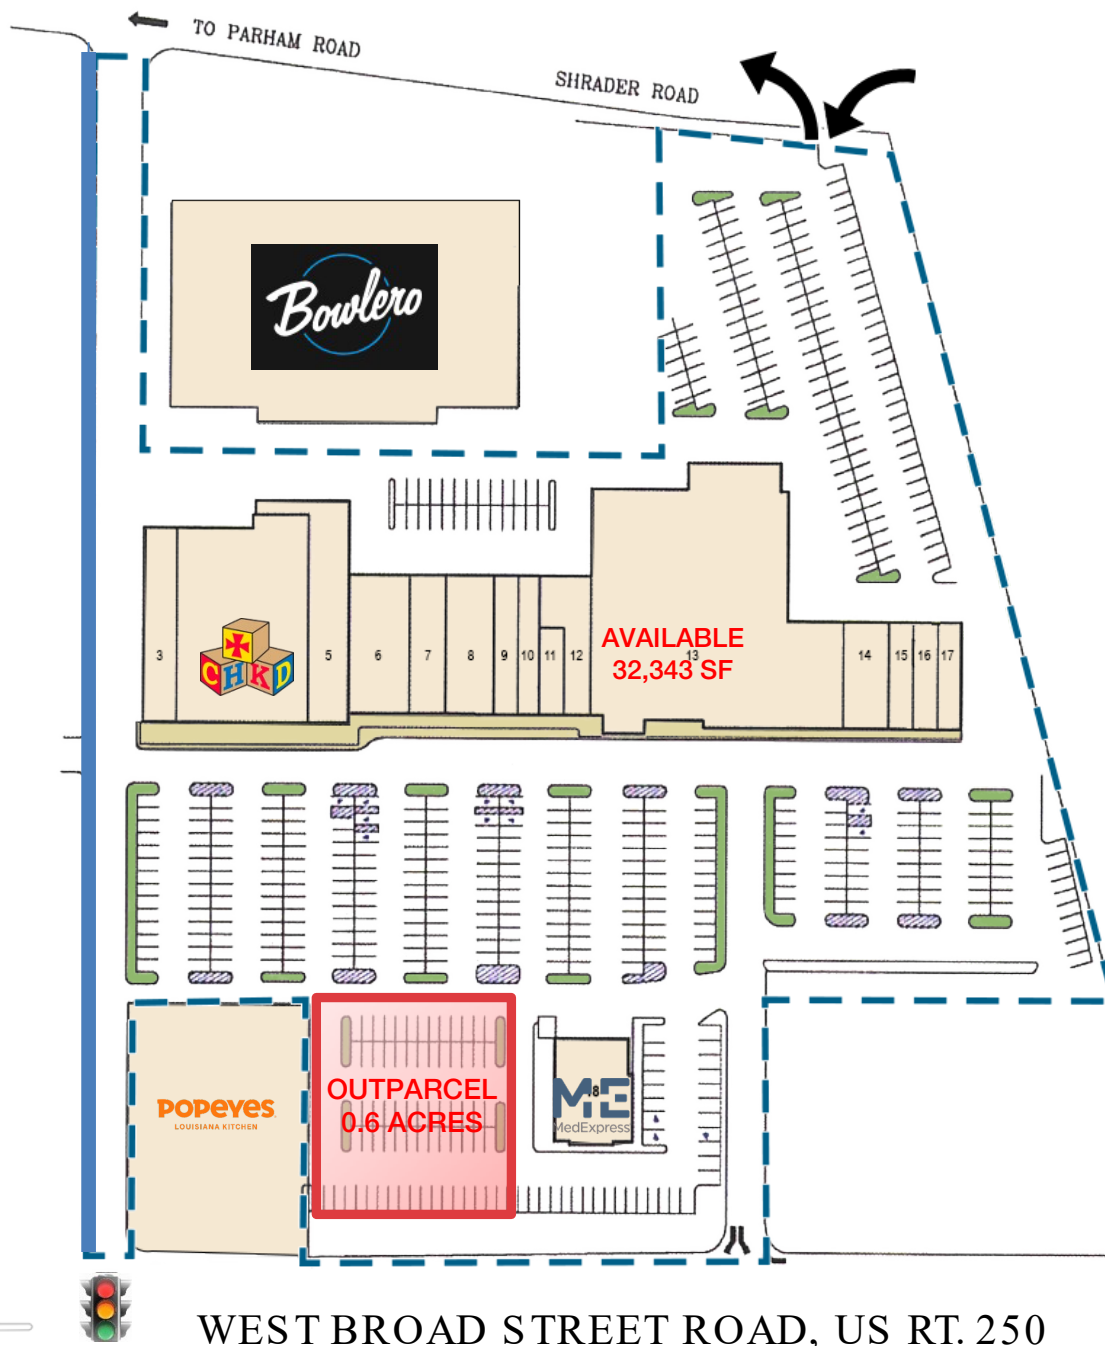 TO PARHAM ROAD
SHRADER ROAD
Bowlero
AVAILABLE
32,343 SF
3
CHKD
5
6
7
8
9
10
11
12
13
14
15
16
17
POPEYES
LOUISIANA KITCHEN
OUTPARCEL
0.6 ACRES
18
ME
MedExpress
WEST BROAD STREET ROAD, US RT. 250